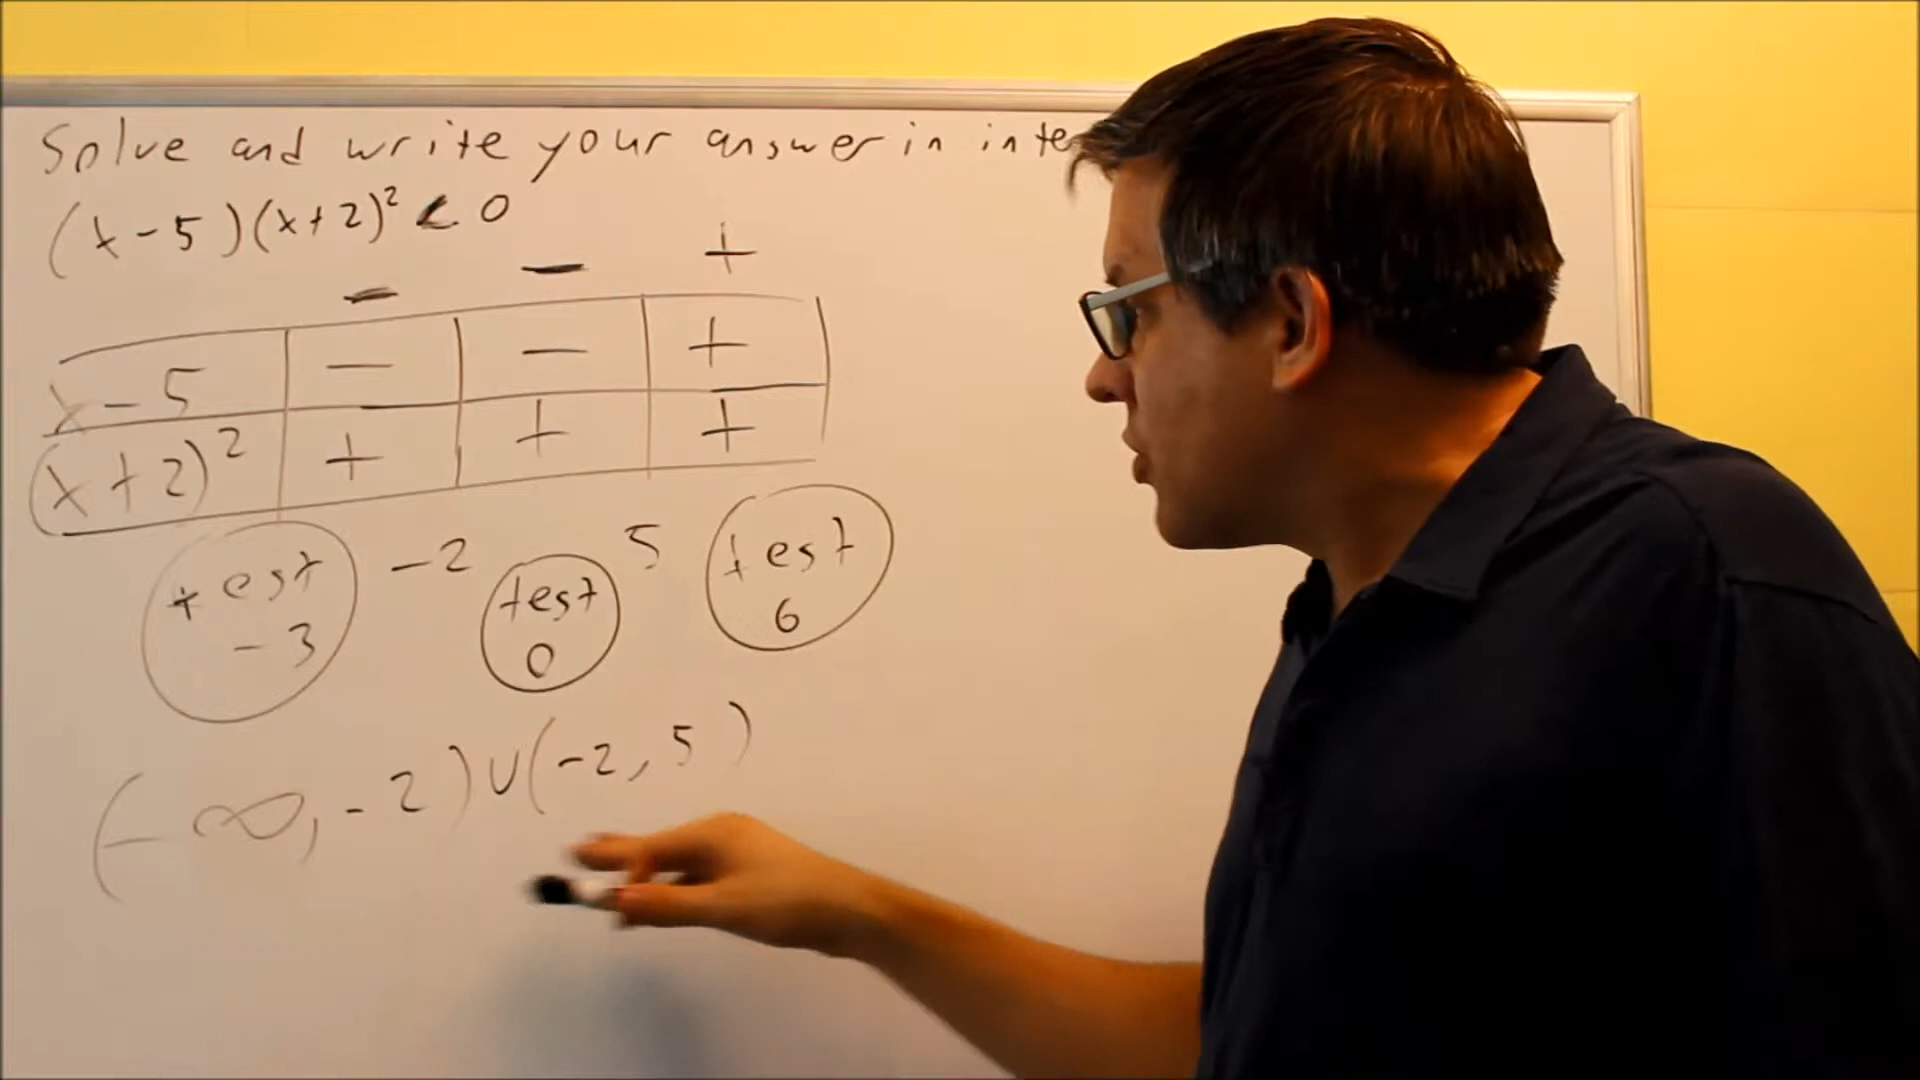 Solve and write your answer in inte
(x-5)(x+2)² < 0
— — +
x-5 — — +
(x+2)² + + +
-2 5
test -3 test 0 test 6
(-∞, -2) ∪ (-2, 5)